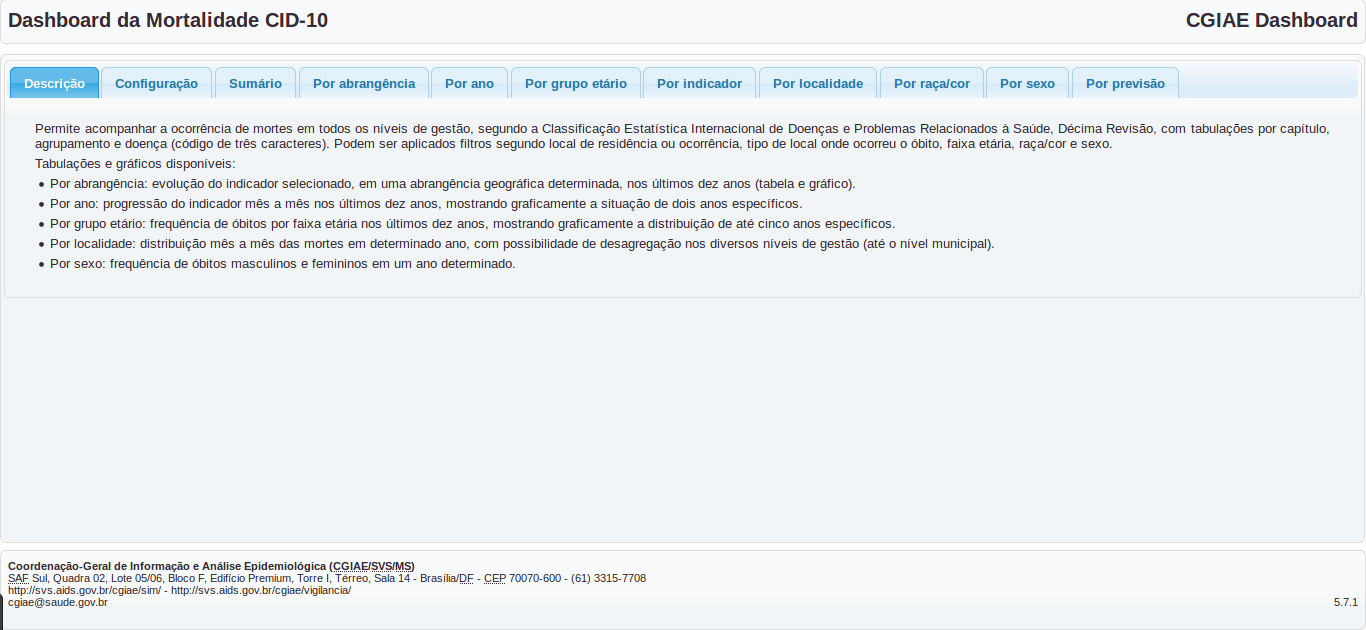 Dashboard da Mortalidade CID-10
CGIAE Dashboard
Descrição Configuração Sumário Por abrangência Por ano Por grupo etário Por indicador Por localidade Por raça/cor Por sexo Por previsão
Permite acompanhar a ocorrência de mortes em todos os níveis de gestão, segundo a Classificação Estatística Internacional de Doenças e Problemas Relacionados à Saúde, Décima Revisão, com tabulações por capítulo,
agrupamento e doença (código de três caracteres). Podem ser aplicados filtros segundo local de residência ou ocorrência, tipo de local onde ocorreu o óbito, faixa etária, raça/cor e sexo.
Tabulações e gráficos disponíveis:
• Por abrangência: evolução do indicador selecionado, em uma abrangência geográfica determinada, nos últimos dez anos (tabela e gráfico).
• Por ano: progressão do indicador mês a mês nos últimos dez anos, mostrando graficamente a situação de dois anos específicos.
• Por grupo etário: frequência de óbitos por faixa etária nos últimos dez anos, mostrando graficamente a distribuição de até cinco anos específicos.
• Por localidade: distribuição mês a mês das mortes em determinado ano, com possibilidade de desagregação nos diversos níveis de gestão (até o nível municipal).
• Por sexo: frequência de óbitos masculinos e femininos em um ano determinado.
Coordenação-Geral de Informação e Análise Epidemiológica (CGIAE/SVS/MS)
SAF Sul, Quadra 02, Lote 05/06, Bloco F, Edifício Premium, Torre I, Térreo, Sala 14 - Brasília/DF - CEP 70070-600 - (61) 3315-7708
http://svs.aids.gov.br/cgiae/sim/ - http://svs.aids.gov.br/cgiae/vigilancia/
cgiae@saude.gov.br
5.7.1